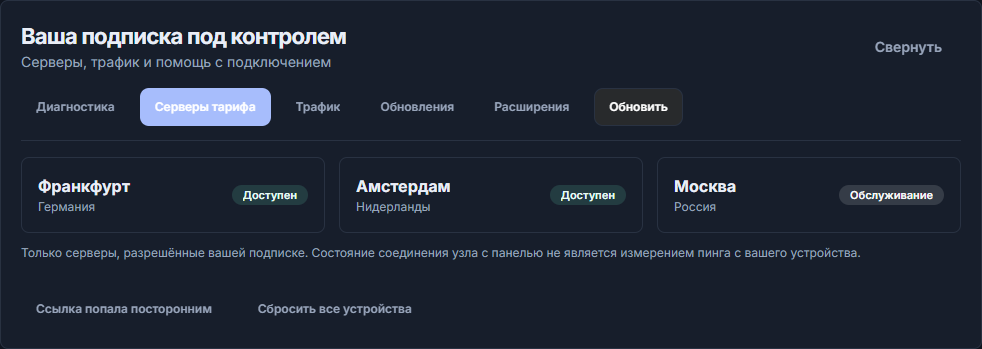 Ваша подписка под контролем
Серверы, трафик и помощь с подключением
Свернуть
Диагностика Серверы тарифа Трафик Обновления Расширения Обновить
Франкфурт
Германия
Доступен
Амстердам
Нидерланды
Доступен
Москва
Россия
Обслуживание
Только серверы, разрешённые вашей подписке. Состояние соединения узла с панелью не является измерением пинга с вашего устройства.
Ссылка попала посторонним Сбросить все устройства